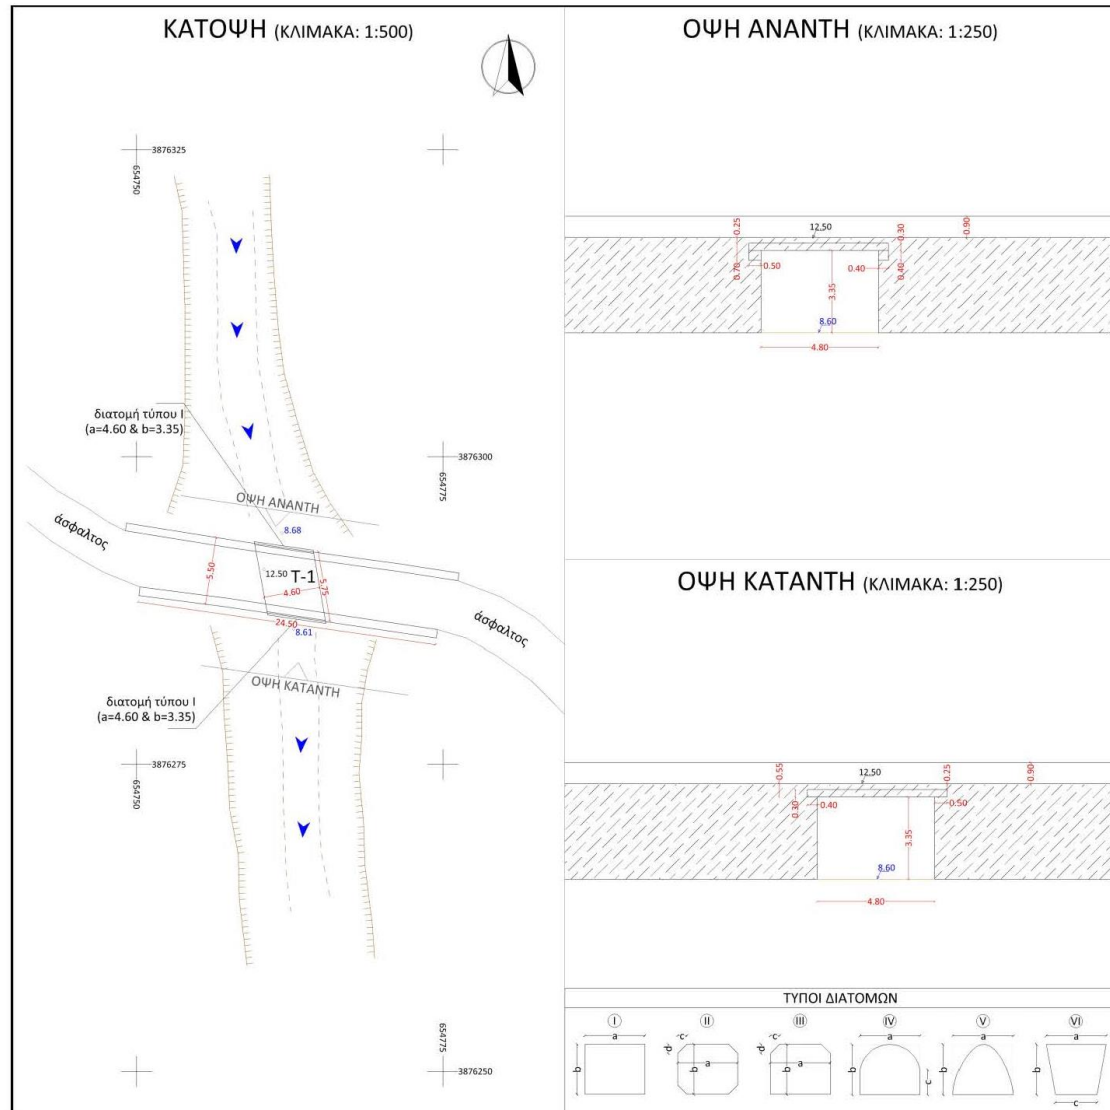 ΚΑΤΟΨΗ (ΚΛΙΜΑΚΑ: 1:500)
3876325
654750
διατομή τύπου Ι
(a=4.60 & b=3.35)
3876300
654775
ΟΨΗ ΑΝΑΝΤΗ
8.68
άσφαλτος
5.50
12.50 T-1
4.60
5.75
24.50
8.61
άσφαλτος
ΟΨΗ ΚΑΤΑΝΤΗ
διατομή τύπου Ι
(a=4.60 & b=3.35)
3876275
654750
654775
3876250
ΟΨΗ ΑΝΑΝΤΗ (ΚΛΙΜΑΚΑ: 1:250)
0.25
12.50
0.30
0.90
0.70
0.50
0.40
0.40
3.35
8.60
4.80
ΟΨΗ ΚΑΤΑΝΤΗ (ΚΛΙΜΑΚΑ: 1:250)
0.55
12.50
0.25
0.90
0.30
0.40
0.50
3.35
8.60
4.80
ΤΥΠΟΙ ΔΙΑΤΟΜΩΝ
I II III IV V VI
a
b
c
d
a
b
c
d
a
b
a
b
c
a
b
a
b
c